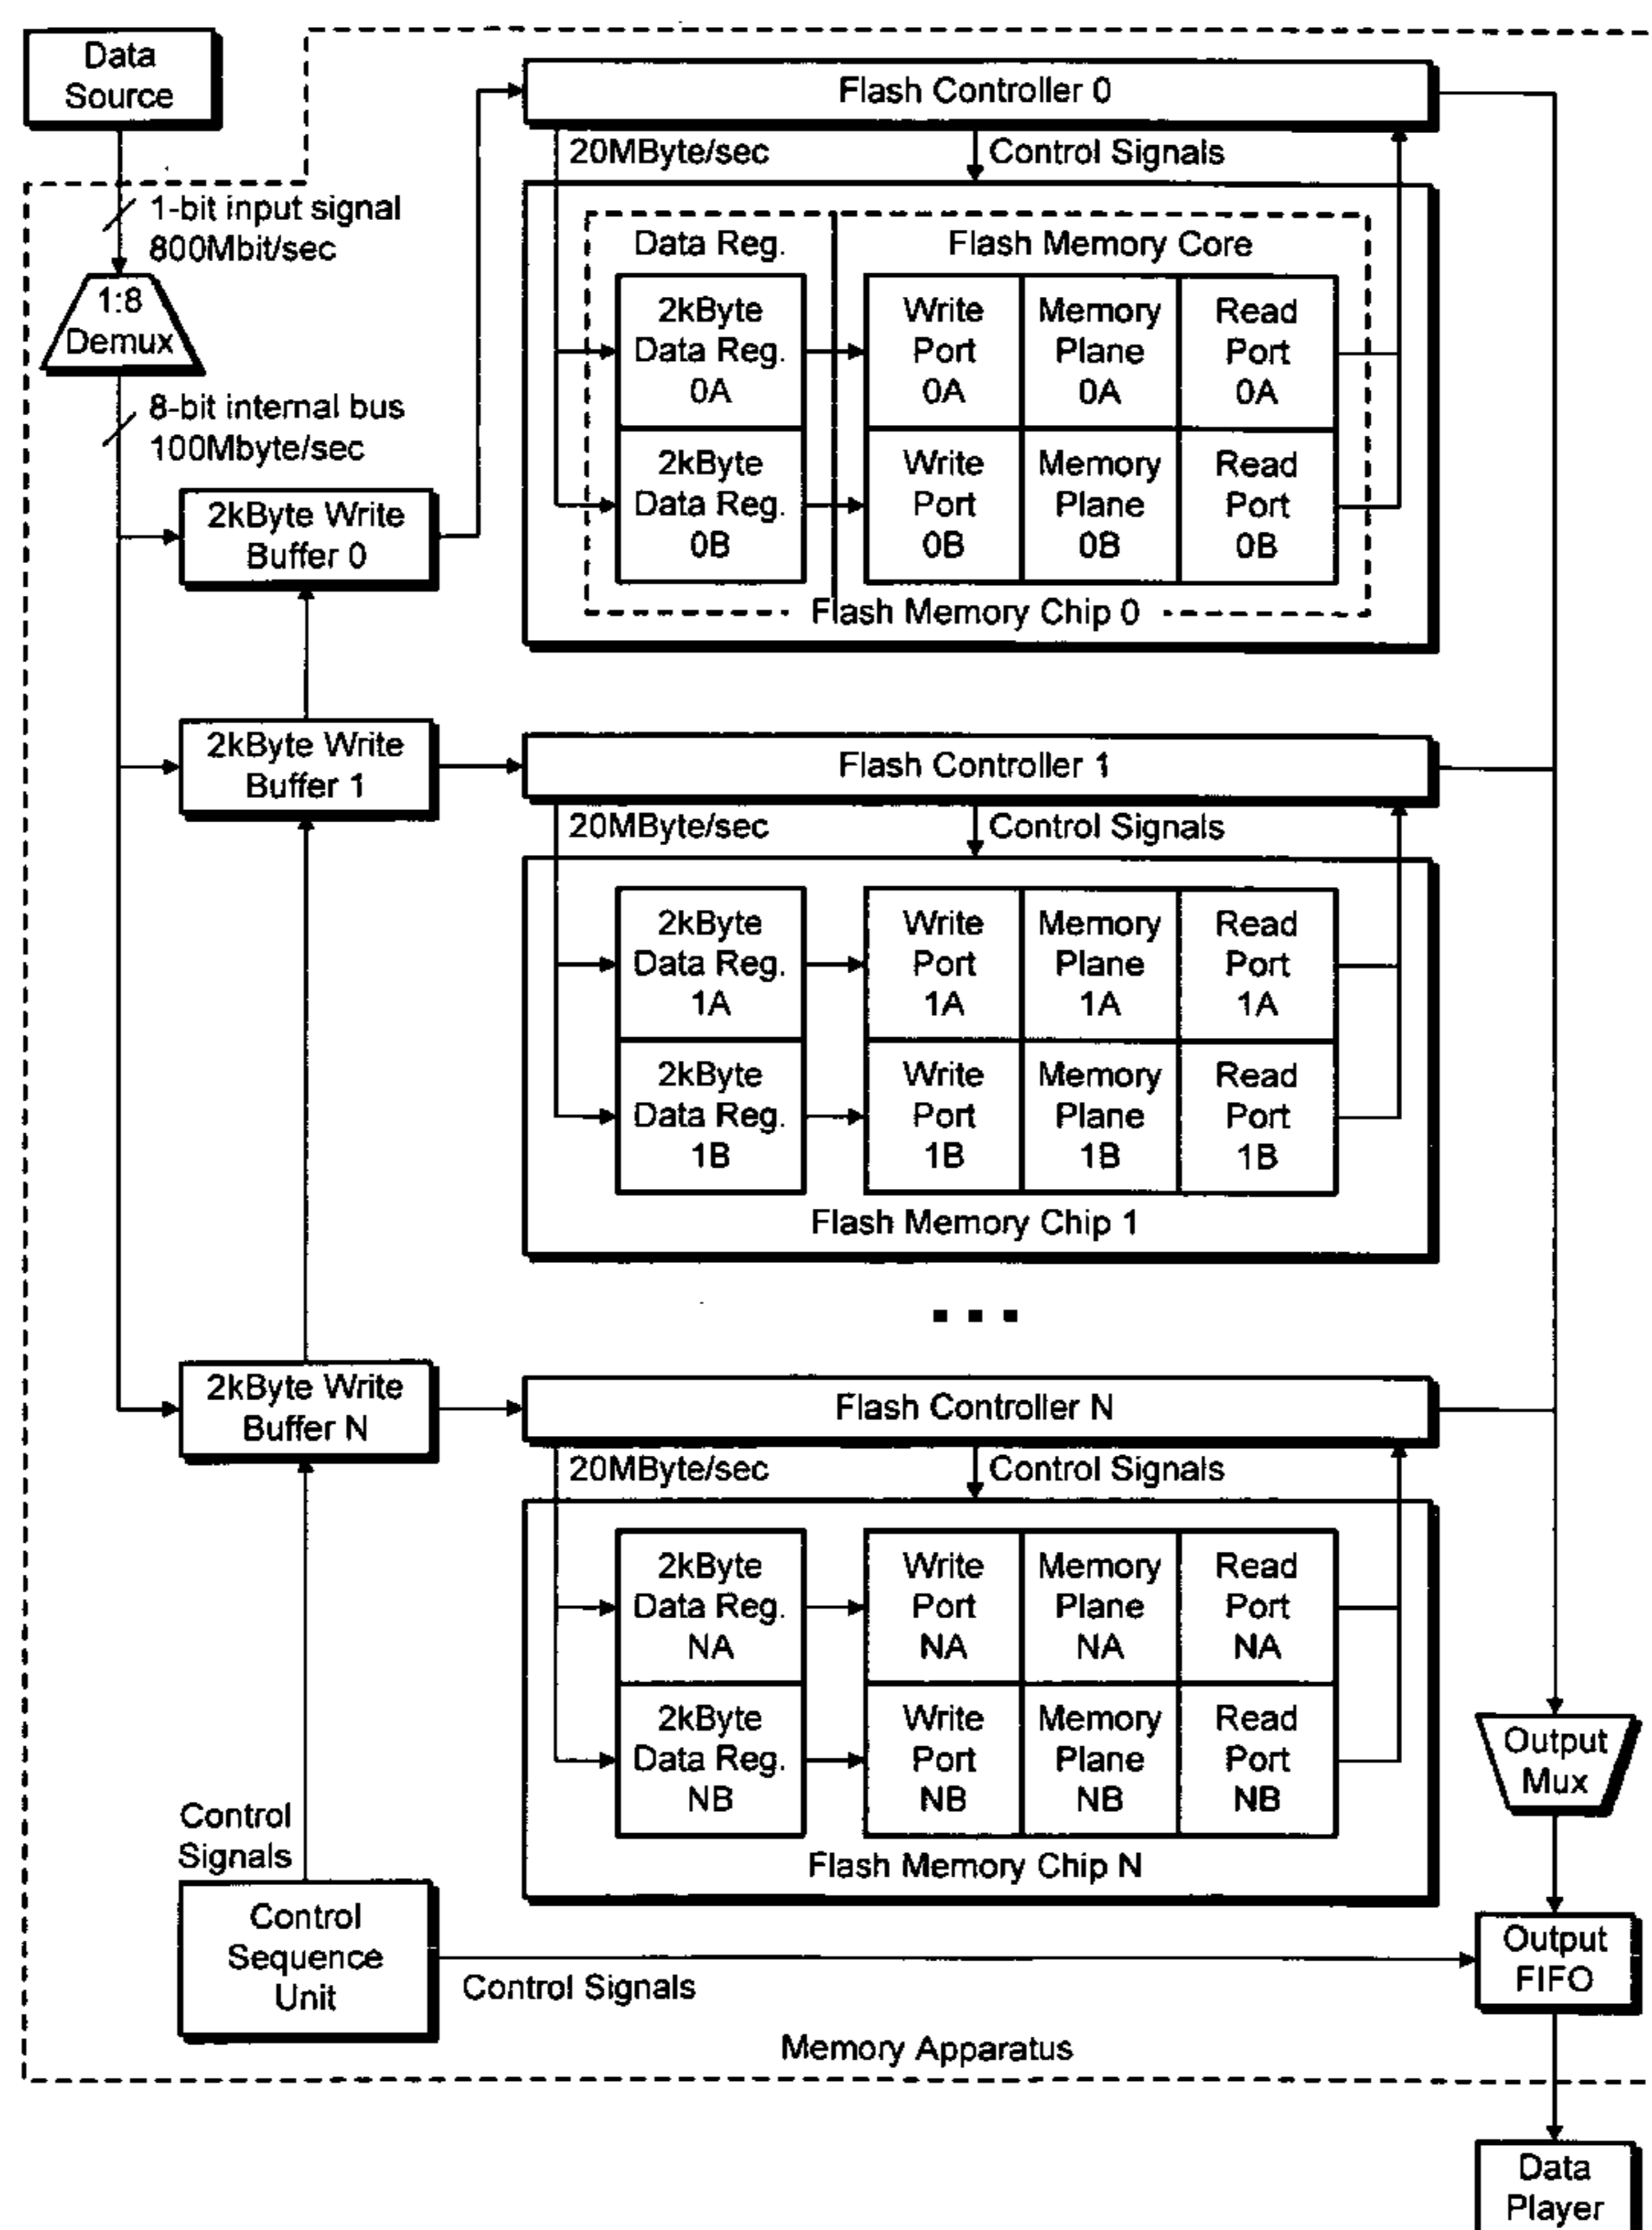 Data
Source
1-bit input signal
800Mbit/sec
1:8
Demux
8-bit internal bus
100Mbyte/sec
2kByte Write
Buffer 0
Flash Controller 0
20MByte/sec
Control Signals
Data Reg.
Flash Memory Core
2kByte
Data Reg.
0A
Write
Port
0A
Memory
Plane
0A
Read
Port
0A
2kByte
Data Reg.
0B
Write
Port
0B
Memory
Plane
0B
Read
Port
0B
Flash Memory Chip 0
2kByte Write
Buffer 1
Flash Controller 1
20MByte/sec
Control Signals
2kByte
Data Reg.
1A
Write
Port
1A
Memory
Plane
1A
Read
Port
1A
2kByte
Data Reg.
1B
Write
Port
1B
Memory
Plane
1B
Read
Port
1B
Flash Memory Chip 1
2kByte Write
Buffer N
Flash Controller N
20MByte/sec
Control Signals
2kByte
Data Reg.
NA
Write
Port
NA
Memory
Plane
NA
Read
Port
NA
2kByte
Data Reg.
NB
Write
Port
NB
Memory
Plane
NB
Read
Port
NB
Flash Memory Chip N
Output
Mux
Control
Signals
Control
Sequence
Unit
Control Signals
Output
FIFO
Memory Apparatus
Data
Player